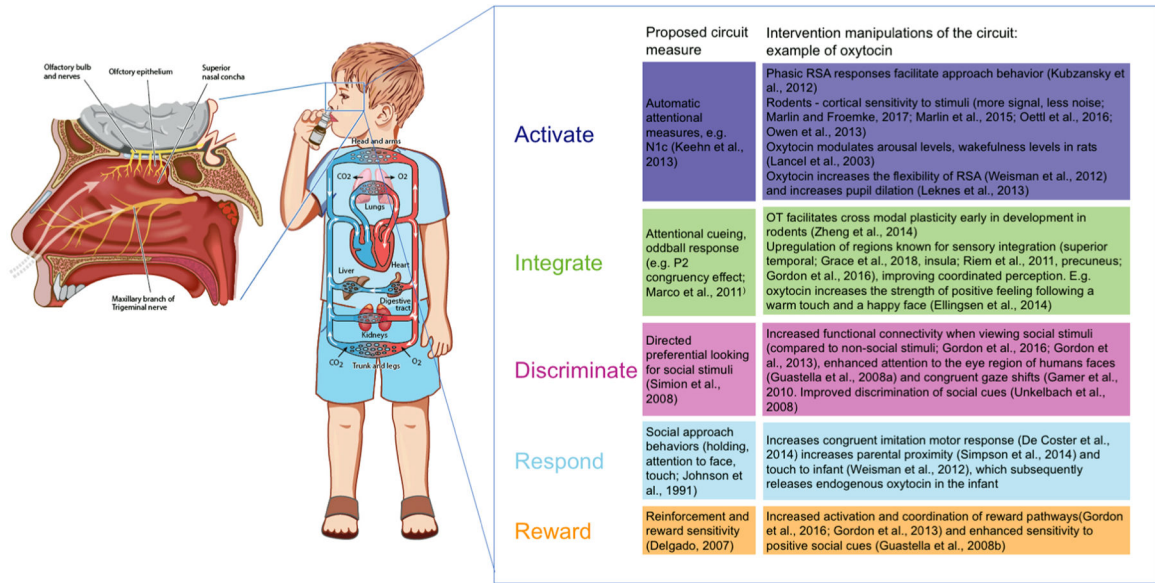 Olfactory bulb
and nerves
Olfctory epithelium
Superior
nasal concha
Maxillary branch of
Trigeminal nerve
Head and arms
CO2
O2
Lungs
Liver
Heart
Digestive
tract
Kidneys
CO2
O2
Trunk and legs
Proposed circuit
measure
Intervention manipulations of the circuit:
example of oxytocin
Activate
Automatic
attentional
measures, e.g.
N1c (Keehn et al.,
2013)
Phasic RSA responses facilitate approach behavior (Kubzansky et
al., 2012)
Rodents - cortical sensitivity to stimuli (more signal, less noise;
Marlin and Froemke, 2017; Marlin et al., 2015; Oettl et al., 2016;
Owen et al., 2013)
Oxytocin modulates arousal levels, wakefulness levels in rats
(Lancel et al., 2003)
Oxytocin increases the flexibility of RSA (Weisman et al., 2012)
and increases pupil dilation (Leknes et al., 2013)
Integrate
Attentional cueing,
oddball response
(e.g. P2
congruency effect;
Marco et al., 2011)
OT facilitates cross modal plasticity early in development in
rodents (Zheng et al., 2014)
Upregulation of regions known for sensory integration (superior
temporal; Grace et al., 2018, insula; Riem et al., 2011, precuneus;
Gordon et al., 2016), improving coordinated perception. E.g.
oxytocin increases the strength of positive feeling following a
warm touch and a happy face (Ellingsen et al., 2014)
Discriminate
Directed
preferential looking
for social stimuli
(Simion et al.,
2008)
Increased functional connectivity when viewing social stimuli
(compared to non-social stimuli; Gordon et al., 2016; Gordon et
al., 2013), enhanced attention to the eye region of humans faces
(Guastella et al., 2008a) and congruent gaze shifts (Gamer et al.,
2010. Improved discrimination of social cues (Unkelbach et al.,
2008)
Respond
Social approach
behaviors (holding,
attention to face,
touch; Johnson et
al., 1991)
Increases congruent imitation motor response (De Coster et al.,
2014) increases parental proximity (Simpson et al., 2014) and
touch to infant (Weisman et al., 2012), which subsequently
releases endogenous oxytocin in the infant
Reward
Reinforcement and
reward sensitivity
(Delgado, 2007)
Increased activation and coordination of reward pathways(Gordon
et al., 2016; Gordon et al., 2013) and enhanced sensitivity to
positive social cues (Guastella et al., 2008b)